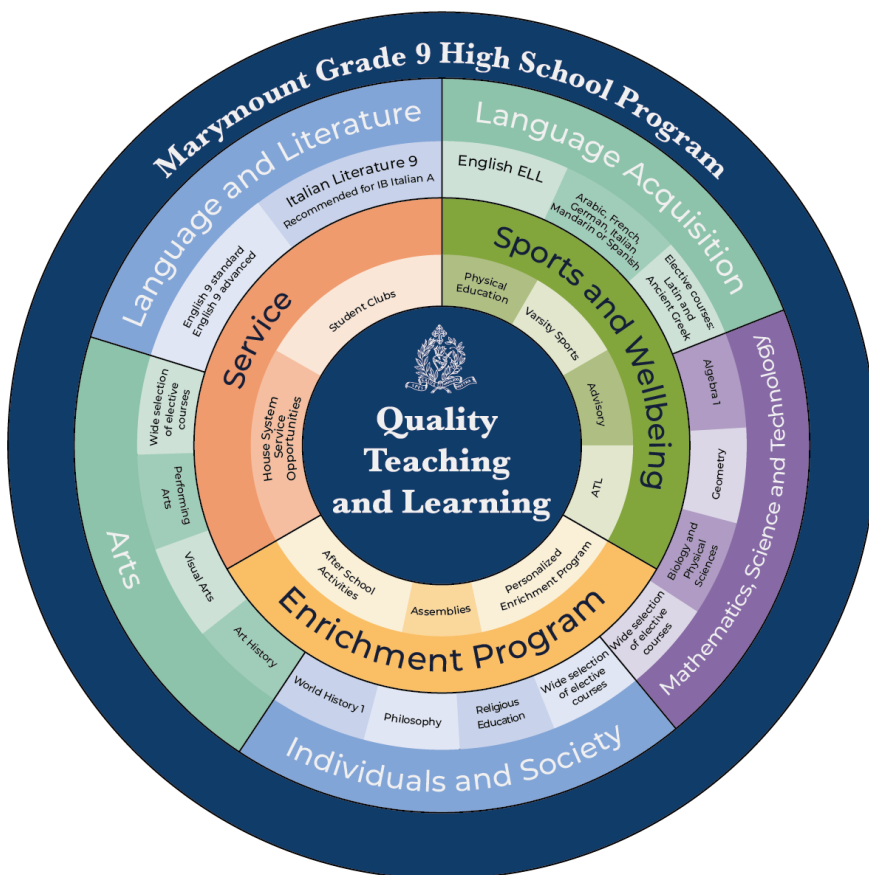 Marymount Grade 9 High School Program
Language and Literature
Italian Literature 9
Recommended for IB Italian A
English 9 standard
English 9 advanced
Language Acquisition
English ELL
Arabic, French,
German, Italian
Mandarin or Spanish
Elective courses:
Latin and
Ancient Greek
Mathematics, Science and Technology
Algebra 1
Geometry
Biology and
Physical
Sciences
Wide selection
of elective
courses
Individuals and Society
Wide selection
of elective
courses
Religious
Education
Philosophy
World History 1
Arts
Art History
Visual Arts
Performing
Arts
Wide selection
of elective
courses
Service
Student Clubs
House System
Service
Opportunities
Sports and Wellbeing
Physical
Education
Varsity Sports
Advisory
ATL
Enrichment Program
After School
Activities
Assemblies
Personalized
Enrichment Program
Quality
Teaching
and Learning